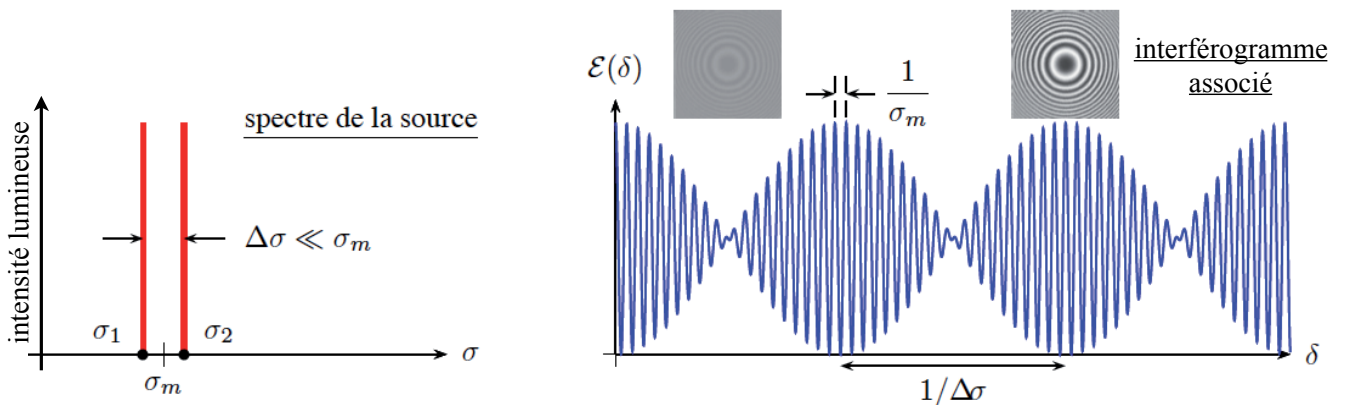 intensité lumineuse
spectre de la source
Δσ ≪ σₘ
σ₁
σ₂
σ
σₘ
ℰ(δ)
1
σₘ
interférogramme
associé
δ
1/Δσ